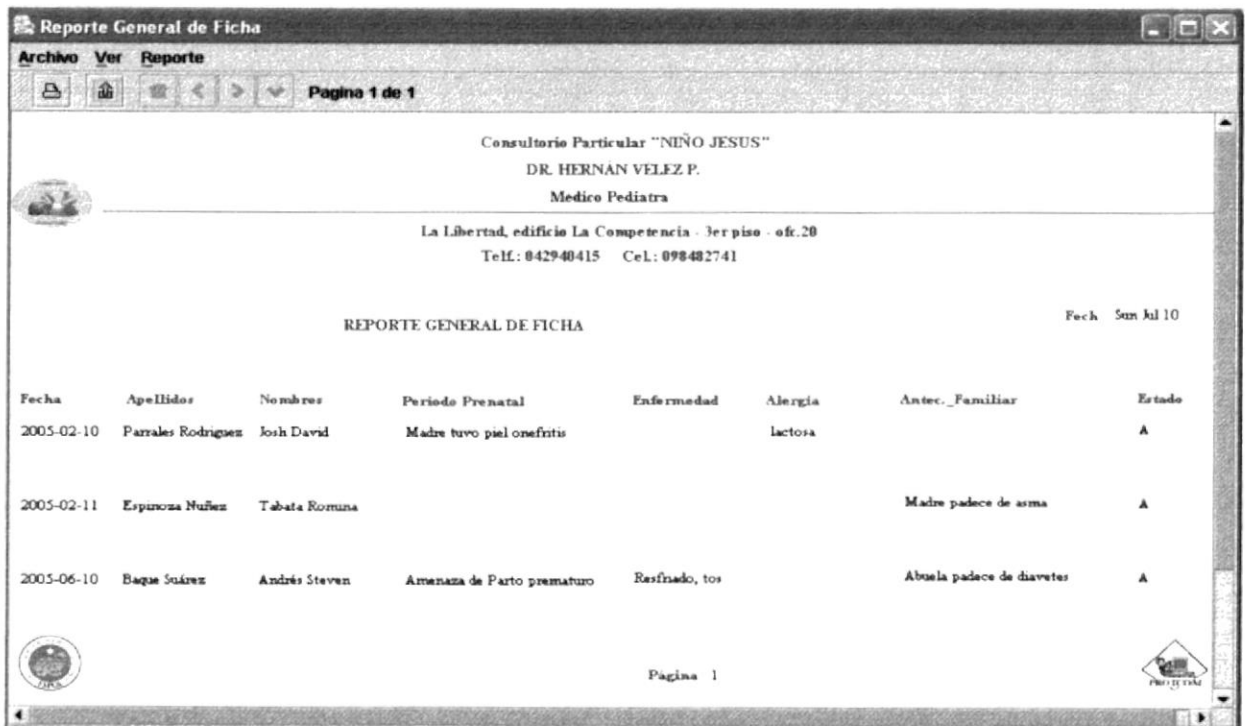 Reporte General de Ficha
Archivo Ver Reporte
Pagina 1 de 1
Consultorio Particular "NIÑO JESUS"
DR. HERNÁN VELEZ P.
Medico Pediatra
La Libertad, edificio La Competencia - 3er piso - ofc.20
Telf.: 042940415 Cel.: 098482741
REPORTE GENERAL DE FICHA
Fech Sun Jul 10
Fecha Apellidos Nombres Periodo Prenatal Enfermedad Alergia Antec._Familiar Estado
2005-02-10 Parrales Rodriguez Josh David Madre tuvo piel onefritis lactosa A
2005-02-11 Espinoza Nuñez Tabata Romina Madre padece de asma A
2005-06-10 Baque Suárez Andrés Steven Amenaza de Parto prematuro Resfriado, tos Abuela padece de diavetes A
Página 1
PROTCOM